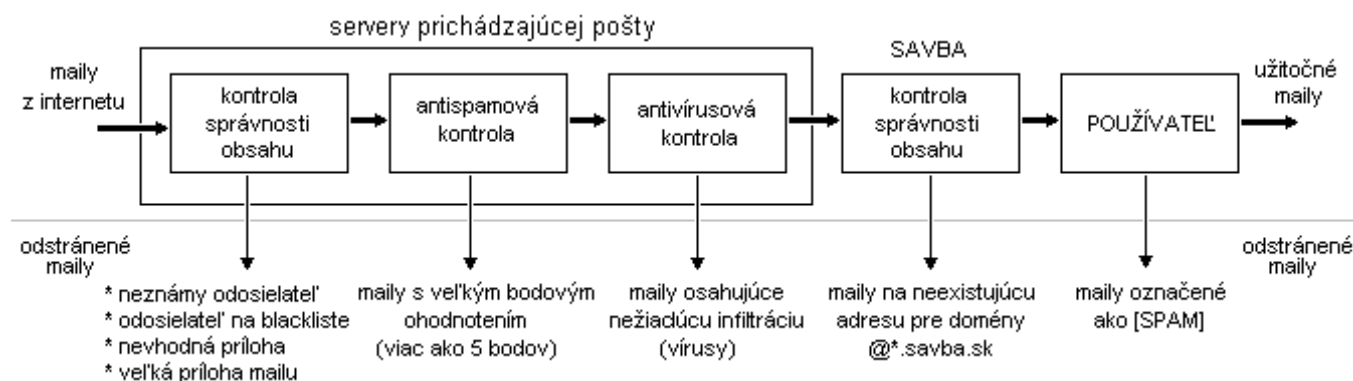 servery prichádzajúcej pošty
SAVBA
maily
z internetu
kontrola
správnosti
obsahu
antispamová
kontrola
antivírusová
kontrola
kontrola
správnosti
obsahu
POUŽÍVATEĽ
užitočné
maily
odstránené
maily
* neznámy odosielateľ
* odosielateľ na blackliste
* nevhodná príloha
* veľká príloha mailu
maily s veľkým bodovým
ohodnotením
(viac ako 5 bodov)
maily osahujúce
nežiadúcu infiltráciu
(vírusy)
maily na neexistujúcu
adresu pre domény
@*.savba.sk
maily označené
ako [SPAM]
odstránené
maily